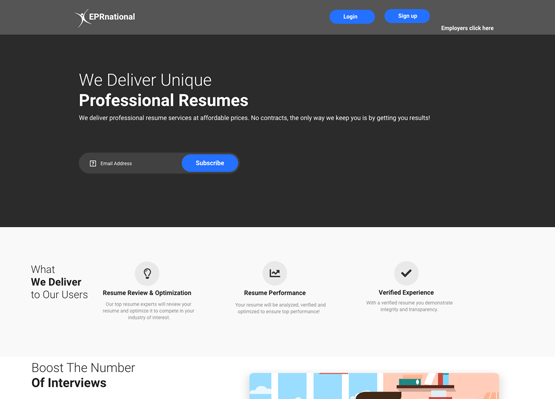 EPRnational
Login
Sign up
Employers click here
We Deliver Unique
Professional Resumes
We deliver professional resume services at affordable prices. No contracts, the only way we keep you is by getting you results!
Email Address
Subscribe
What
We Deliver
to Our Users
Resume Review & Optimization
Our top resume experts will review your
resume and optimize it to compete in your
industry of interest.
Resume Performance
Your resume will be analyzed, verified and
optimized to ensure top performance!
Verified Experience
With a verified resume you demonstrate
integrity and transparency.
Boost The Number
Of Interviews